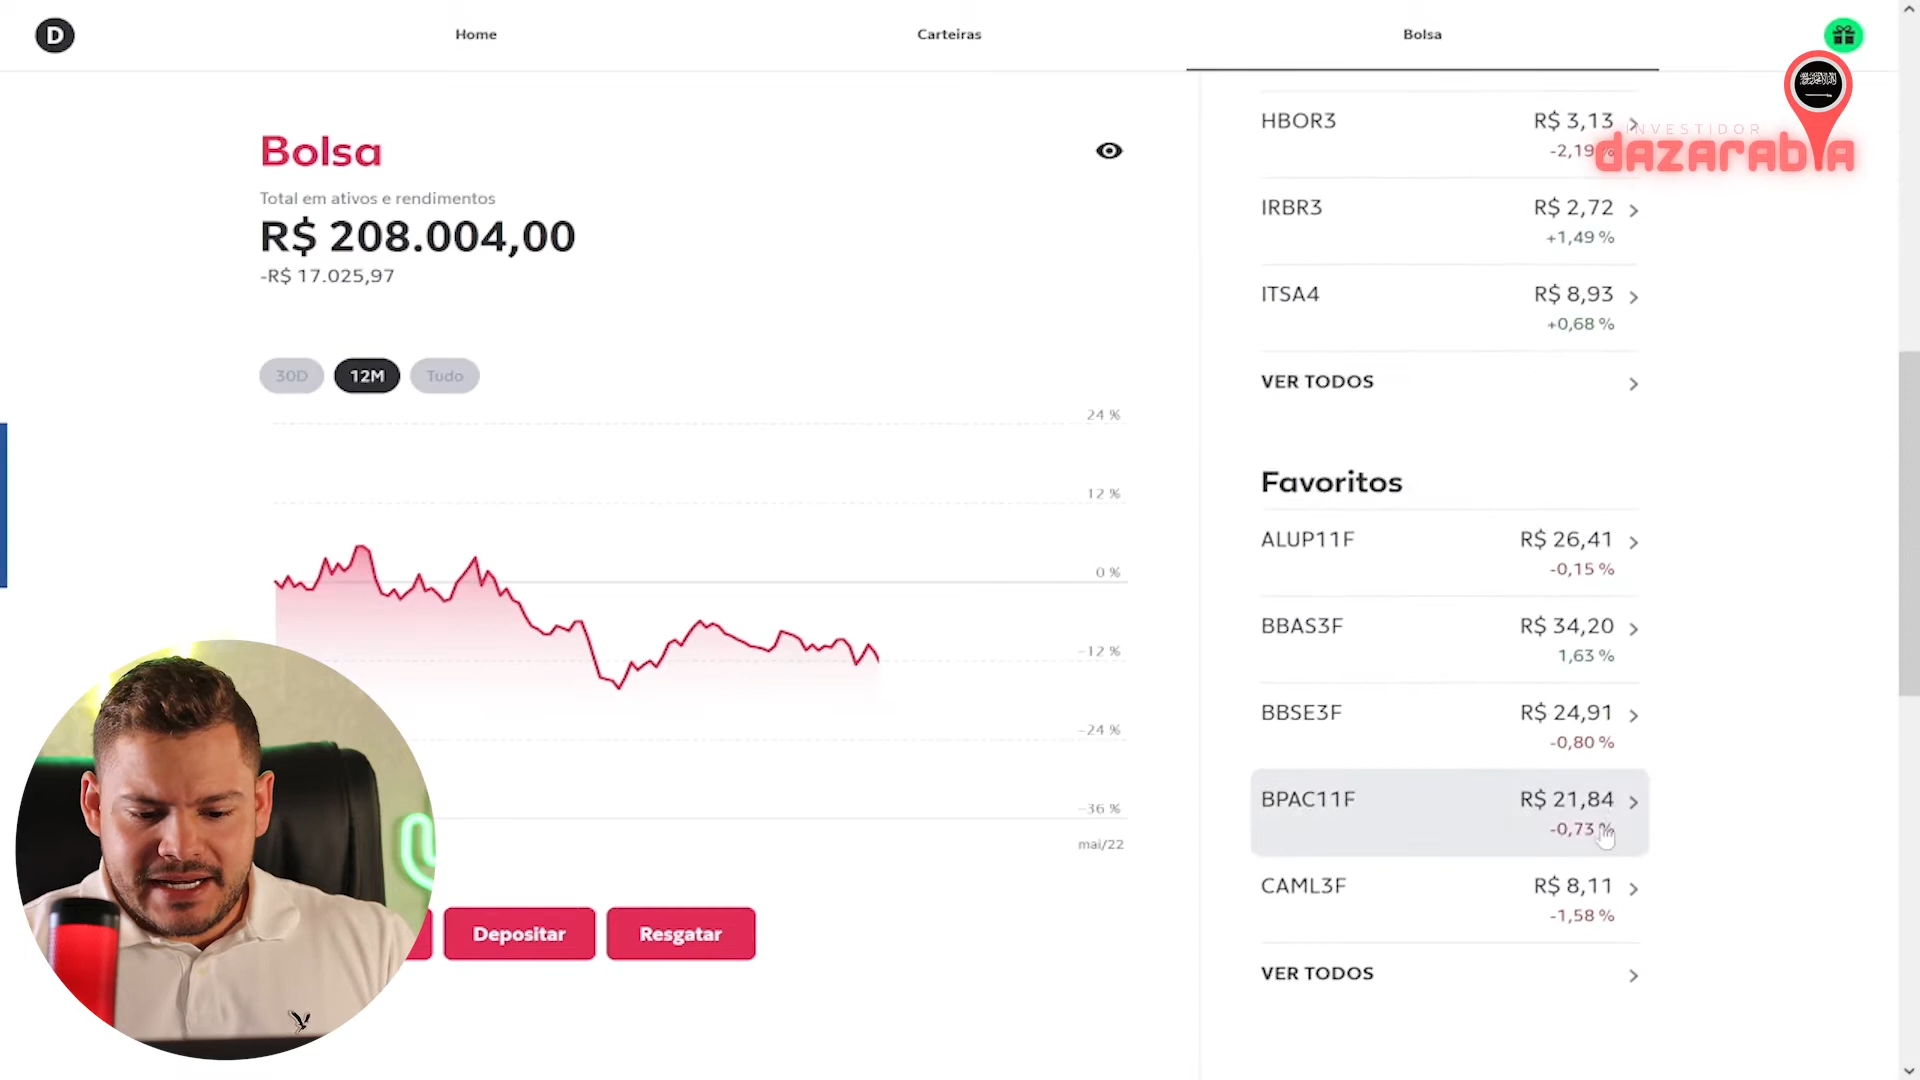 D
Home
Carteiras
Bolsa
INVESTIDOR
dazarabia
Bolsa
Total em ativos e rendimentos
R$ 208.004,00
-R$ 17.025,97
30D
12M
Tudo
24 %
12 %
0 %
-12 %
-24 %
-36 %
mai/22
Depositar
Resgatar
HBOR3
R$ 3,13
-2,19 %
IRBR3
R$ 2,72
+1,49 %
ITSA4
R$ 8,93
+0,68 %
VER TODOS
Favoritos
ALUP11F
R$ 26,41
-0,15 %
BBAS3F
R$ 34,20
1,63 %
BBSE3F
R$ 24,91
-0,80 %
BPAC11F
R$ 21,84
-0,73 %
CAML3F
R$ 8,11
-1,58 %
VER TODOS